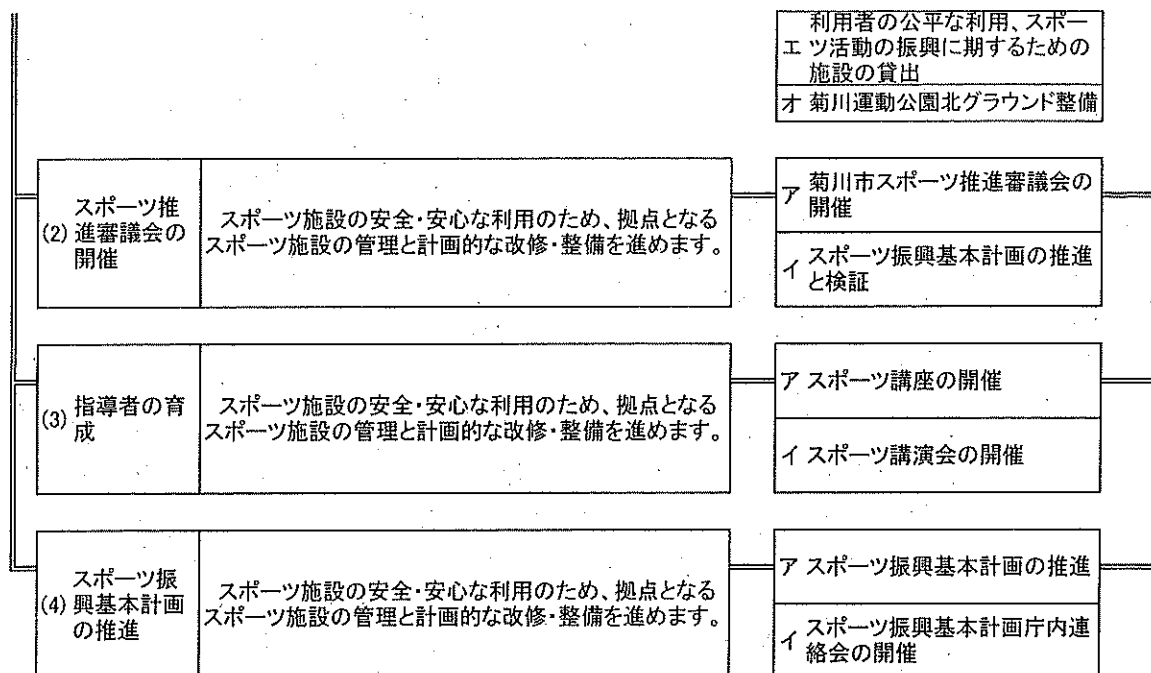 利用者の公平な利用、スポー
エ ツ活動の振興に期するための
施設の貸出
オ 菊川運動公園北グラウンド整備
スポーツ推
(2) 進審議会の
開催
スポーツ施設の安全・安心な利用のため、拠点となる
スポーツ施設の管理と計画的な改修・整備を進めます。
ア 菊川市スポーツ推進審議会の
開催
イ スポーツ振興基本計画の推進
と検証
(3) 指導者の育
成
スポーツ施設の安全・安心な利用のため、拠点となる
スポーツ施設の管理と計画的な改修・整備を進めます。
ア スポーツ講座の開催
イ スポーツ講演会の開催
スポーツ振
(4) 興基本計画
の推進
スポーツ施設の安全・安心な利用のため、拠点となる
スポーツ施設の管理と計画的な改修・整備を進めます。
ア スポーツ振興基本計画の推進
イ スポーツ振興基本計画庁内連
絡会の開催